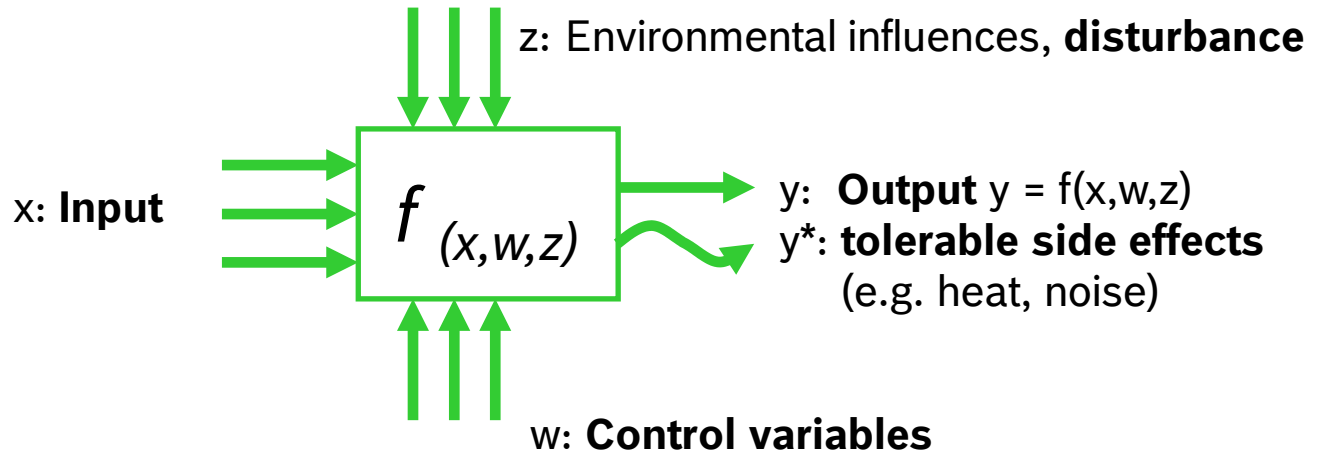 z: Environmental influences, disturbance
x: Input
f (x,w,z)
y: Output y = f(x,w,z)
y*: tolerable side effects
(e.g. heat, noise)
w: Control variables